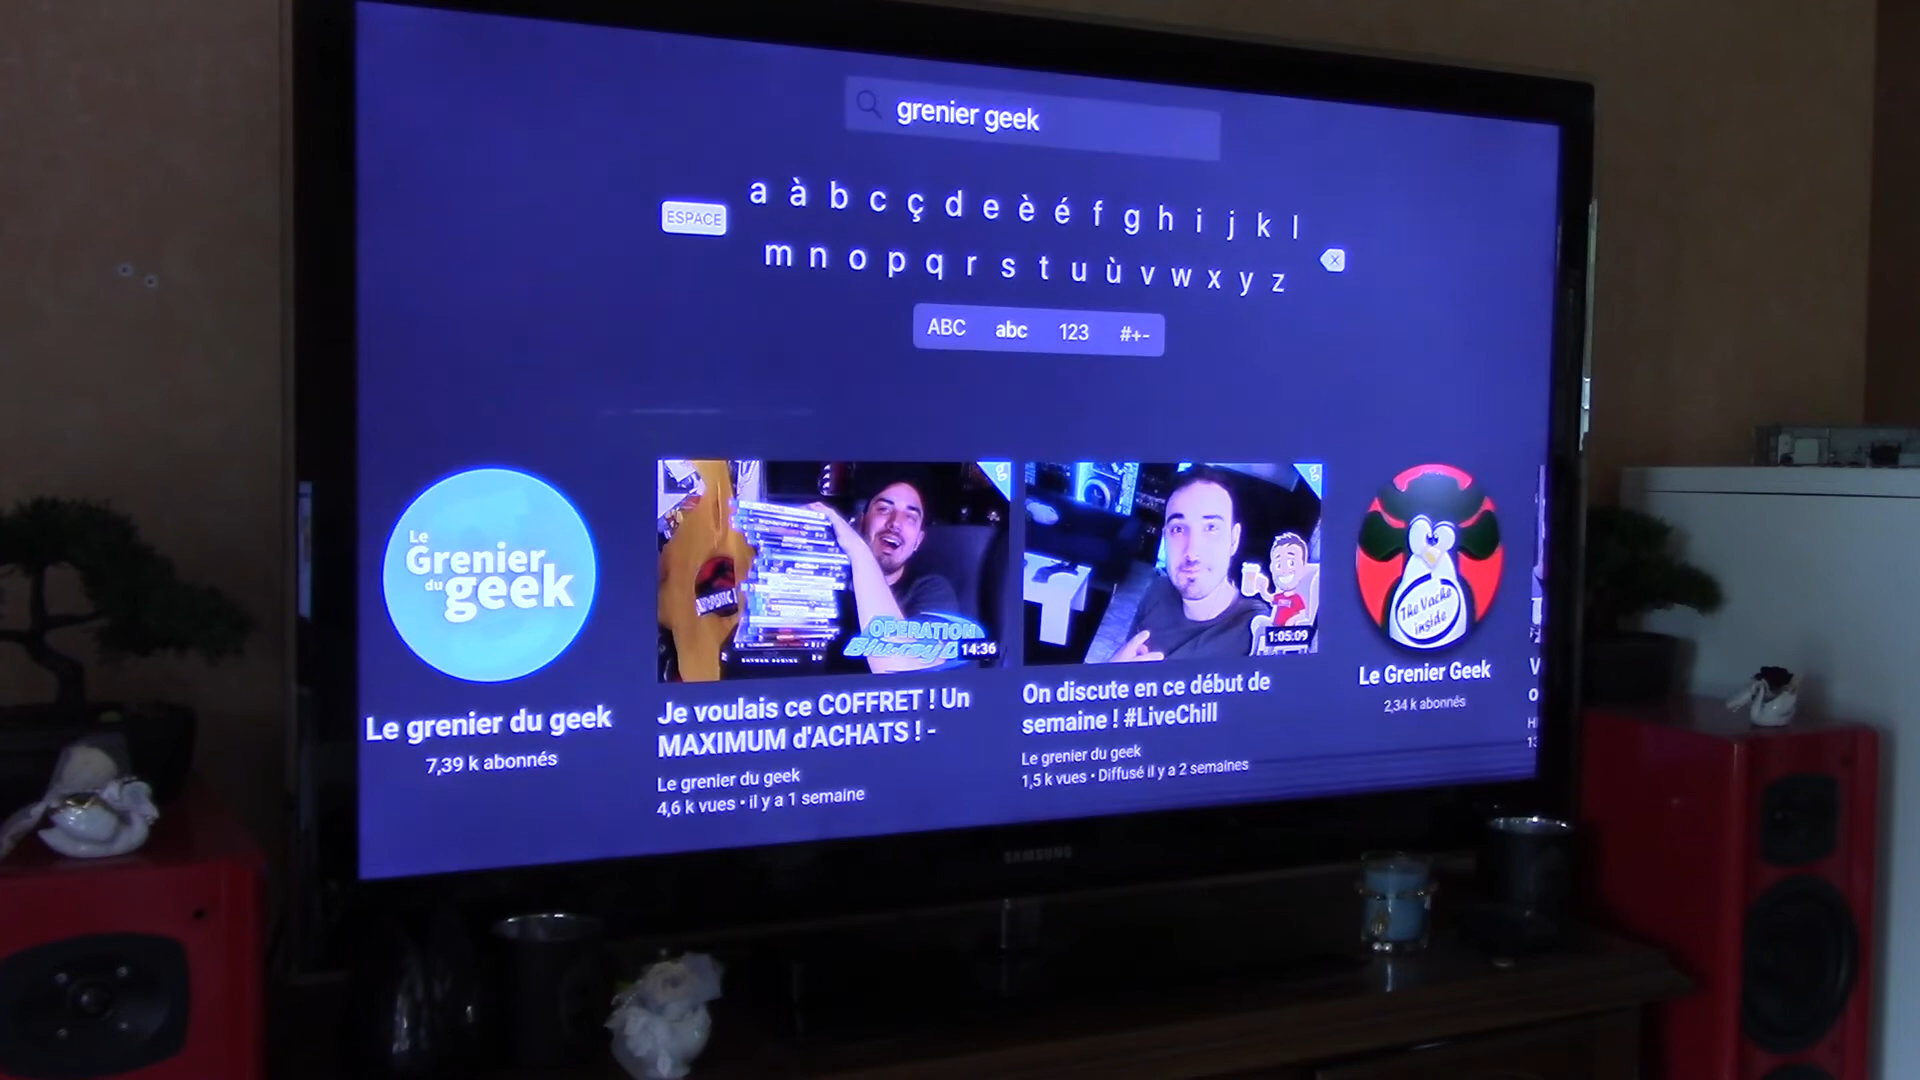 grenier geek
ESPACE
a à b c ç d e è é f g h i j k l
m n o p q r s t u ù v w x y z
ABC abc 123 #+-
Le
Grenier
du geek
OPERATION
14:36
1:05:09
The Vache
inside
Le grenier du geek
7,39 k abonnés
Je voulais ce COFFRET ! Un
MAXIMUM d'ACHATS ! -
Le grenier du geek
4,6 k vues • il y a 1 semaine
On discute en ce début de
semaine ! #LiveChill
Le grenier du geek
1,5 k vues • Diffusé il y a 2 semaines
Le Grenier Geek
2,34 k abonnés
SAMSUNG